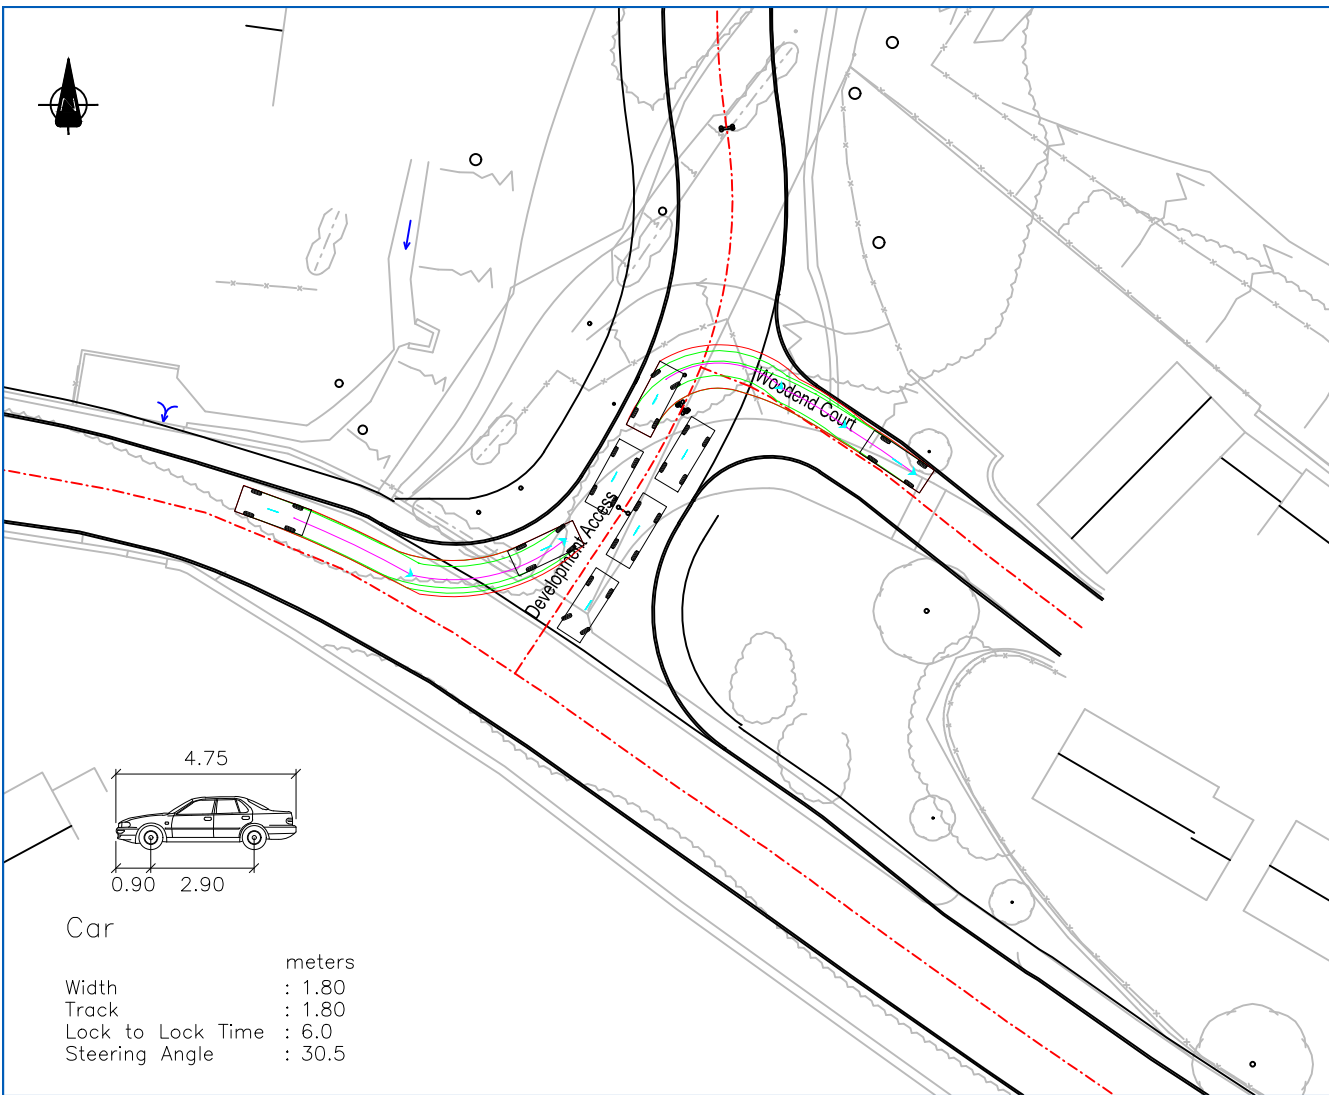 Woodend Court
Development Access
4.75
0.90 2.90
Car
meters
Width : 1.80
Track : 1.80
Lock to Lock Time : 6.0
Steering Angle : 30.5